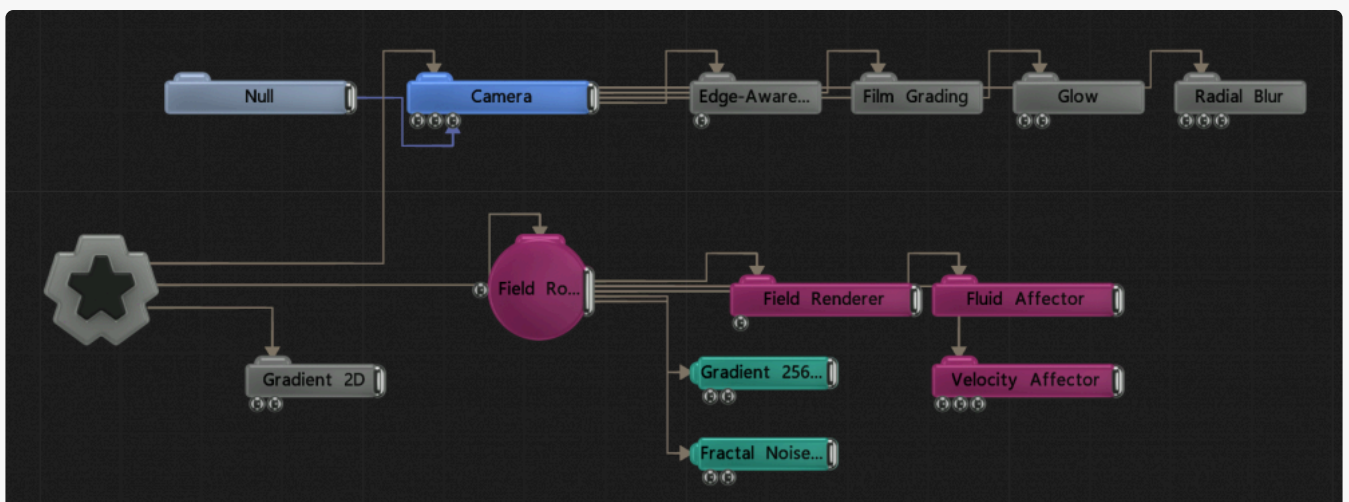 Null
Camera
Edge-Aware...
Film Grading
Glow
Radial Blur
Field Ro...
Field Renderer
Fluid Affector
Gradient 2D
Gradient 256...
Velocity Affector
Fractal Noise...